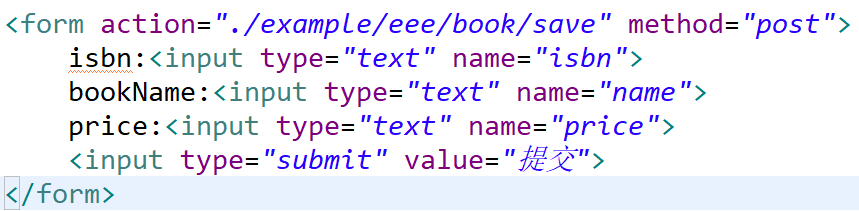 <form action="./example/eee/book/save" method="post">
isbn:<input type="text" name="isbn">
bookName:<input type="text" name="name">
price:<input type="text" name="price">
<input type="submit" value="提交">
</form>